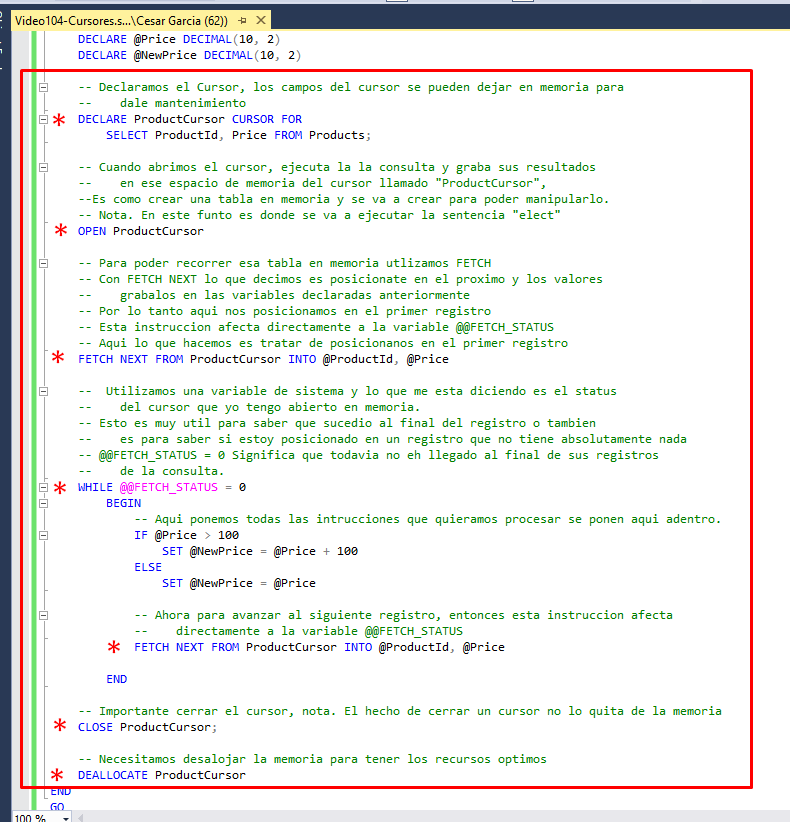 Video104-Cursores.s...\Cesar Garcia (62))
DECLARE @Price DECIMAL(10, 2)
DECLARE @NewPrice DECIMAL(10, 2)
-- Declaramos el Cursor, los campos del cursor se pueden dejar en memoria para
--    dale mantenimiento
* DECLARE ProductCursor CURSOR FOR
SELECT ProductId, Price FROM Products;
-- Cuando abrimos el cursor, ejecuta la la consulta y graba sus resultados
--    en ese espacio de memoria del cursor llamado "ProductCursor",
--Es como crear una tabla en memoria y se va a crear para poder manipularlo.
-- Nota. En este funto es donde se va a ejecutar la sentencia "elect"
* OPEN ProductCursor
-- Para poder recorrer esa tabla en memoria utlizamos FETCH
-- Con FETCH NEXT lo que decimos es posicionate en el proximo y los valores
--    grabalos en las variables declaradas anteriormente
-- Por lo tanto aqui nos posicionamos en el primer registro
-- Esta instruccion afecta directamente a la variable @@FETCH_STATUS
-- Aqui lo que hacemos es tratar de posicionanos en el primer registro
* FETCH NEXT FROM ProductCursor INTO @ProductId, @Price
--  Utilizamos una variable de sistema y lo que me esta diciendo es el status
--    del cursor que yo tengo abierto en memoria.
-- Esto es muy util para saber que sucedio al final del registro o tambien
--    es para saber si estoy posicionado en un registro que no tiene absolutamente nada
-- @@FETCH_STATUS = 0 Significa que todavia no eh llegado al final de sus registros
--    de la consulta.
* WHILE @@FETCH_STATUS = 0
BEGIN
-- Aqui ponemos todas las intrucciones que quieramos procesar se ponen aqui adentro.
IF @Price > 100
SET @NewPrice = @Price + 100
ELSE
SET @NewPrice = @Price
-- Ahora para avanzar al siguiente registro, entonces esta instruccion afecta
--    directamente a la variable @@FETCH_STATUS
* FETCH NEXT FROM ProductCursor INTO @ProductId, @Price
END
-- Importante cerrar el cursor, nota. El hecho de cerrar un cursor no lo quita de la memoria
* CLOSE ProductCursor;
-- Necesitamos desalojar la memoria para tener los recursos optimos
* DEALLOCATE ProductCursor
END
GO
100 %